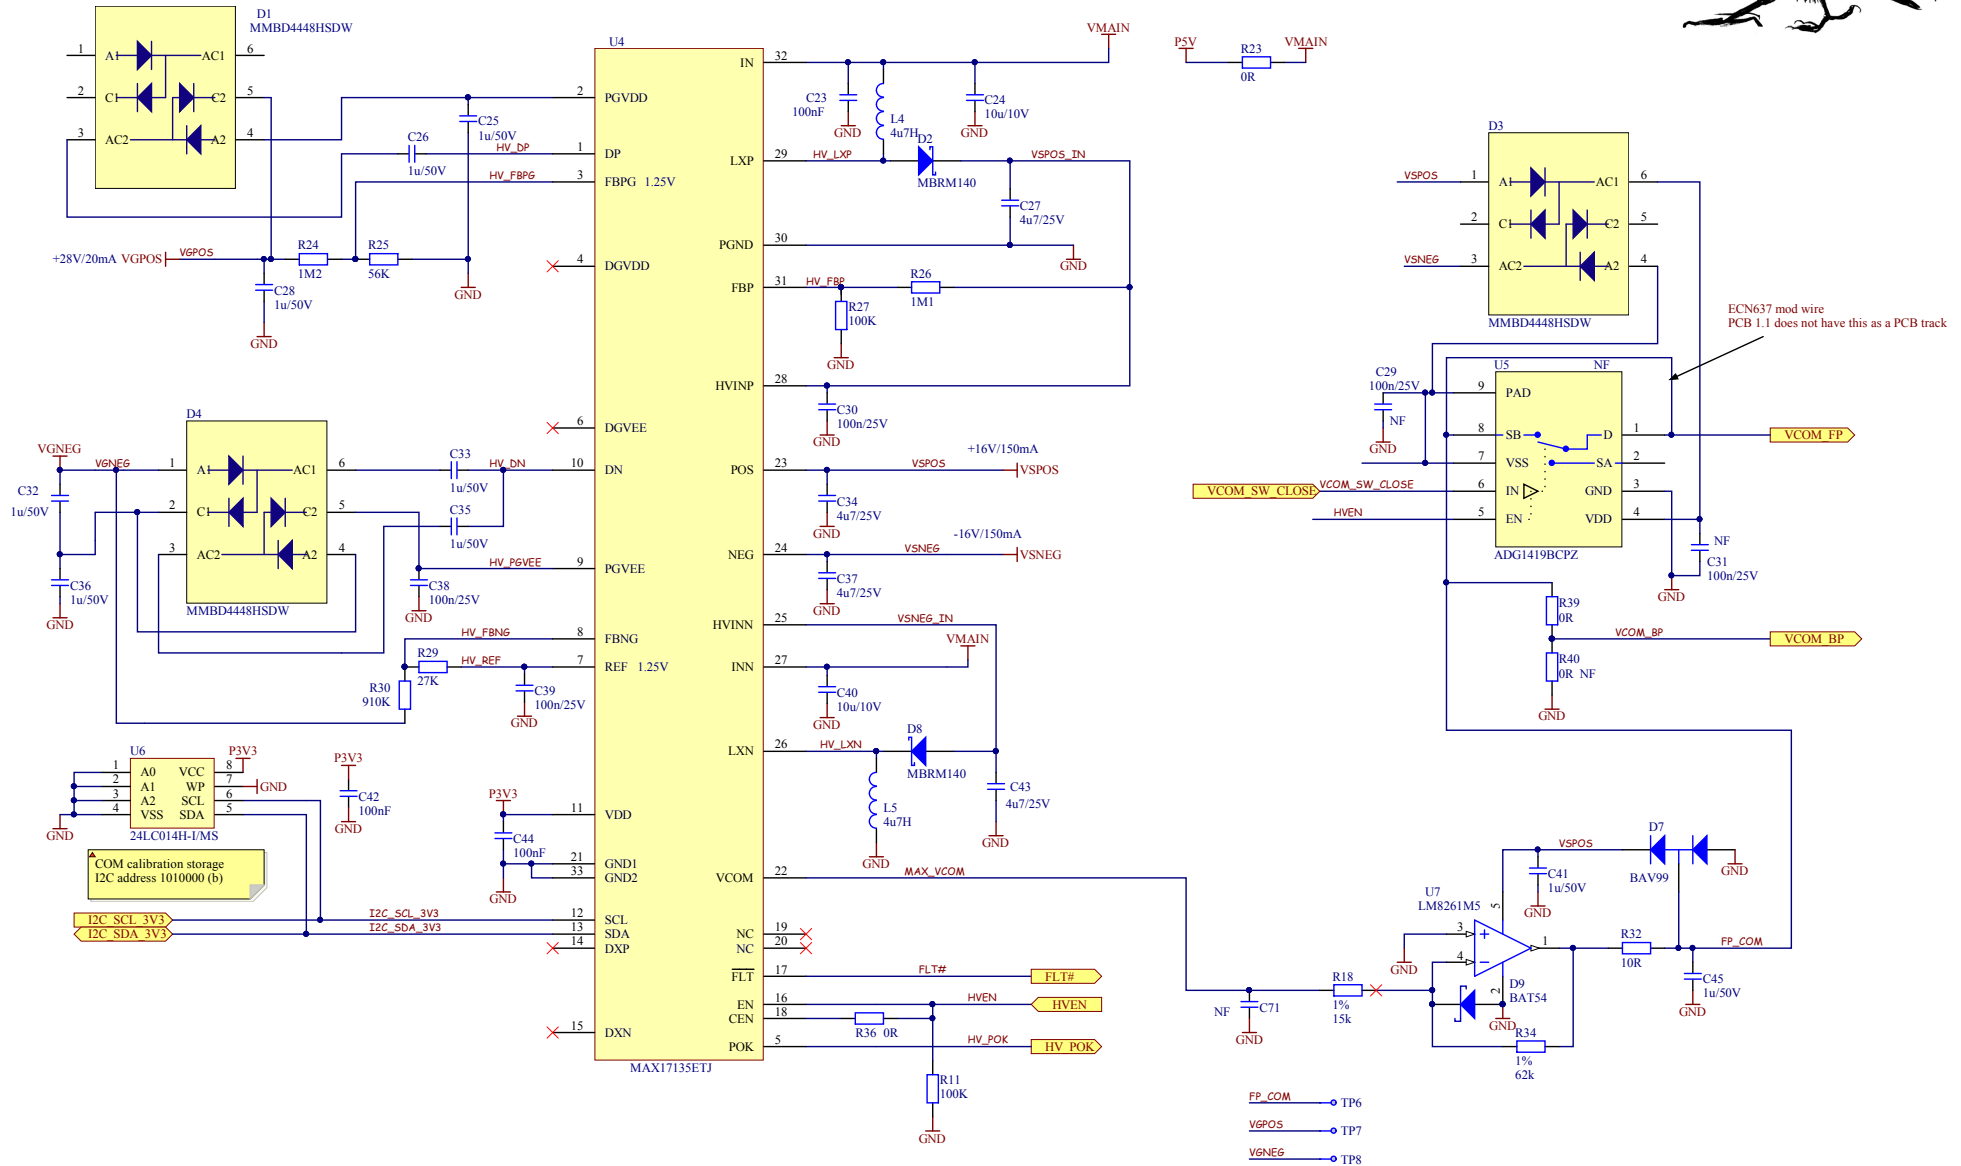 D1
MMBD4448HSDW
1 A1 AC1 6
2 C1 C2 5
3 AC2 A2 4
+28V/20mA VGPOS VGPOS
R24
1M2
R25
56K
C28
1u/50V
GND
C25
1u/50V
GND
C26
1u/50V
HV_DP
HV_FBPG
U4
2 PGVDD
1 DP
3 FBPG 1.25V
4 DGVDD
6 DGVEE
10 DN
9 PGVEE
8 FBNG
7 REF 1.25V
11 VDD
21 GND1
33 GND2
12 SCL
13 SDA
14 DXP
15 DXN
IN 32
LXP 29
PGND 30
FBP 31
HVINP 28
POS 23
NEG 24
HVINN 25
INN 27
LXN 26
VCOM 22
NC 19
NC 20
FLT 17
EN 16
CEN 18
POK 5
MAX17135ETJ
VMAIN
C23
100nF
GND
L4
4u7H
C24
10u/10V
GND
HV_LXP
D2
MBRM140
VSPOS_IN
C27
4u7/25V
GND
HV_FBP
R26
1M1
R27
100K
GND
C30
100n/25V
GND
+16V/150mA
VSPOS VSPOS
C34
4u7/25V
GND
-16V/150mA
VSNEG VSNEG
C37
4u7/25V
GND
VSNEG_IN
VMAIN
C40
10u/10V
GND
HV_LXN
D8
MBRM140
L5
4u7H
GND
C43
4u7/25V
GND
MAX_VCOM
FLT# FLT#
HVEN HVEN
R36 0R
HV_POK HV_POK
R11
100K
GND
P5V
R23
0R
VMAIN
D4
VGNEG
VGNEG
1 A1 AC1 6
2 C1 C2 5
3 AC2 A2 4
MMBD4448HSDW
C32
1u/50V
C36
1u/50V
GND
C33
1u/50V
HV_DN
C35
1u/50V
HV_PGVEE
C38
100n/25V
GND
HV_FBNG
R29
27K
HV_REF
R30
910K
C39
100n/25V
GND
U6
1 A0 VCC 8
2 A1 WP 7
3 A2 SCL 6
4 VSS SDA 5
24LC014H-I/MS
P3V3
GND
GND
P3V3
C42
100nF
GND
P3V3
C44
100nF
GND
COM calibration storage
I2C address 1010000 (b)
I2C_SCL_3V3 I2C_SCL_3V3
I2C_SDA_3V3 I2C_SDA_3V3
D3
VSPOS 1 A1 AC1 6
2 C1 C2 5
VSNEG 3 AC2 A2 4
MMBD4448HSDW
ECN637 mod wire
PCB 1.1 does not have this as a PCB track
U5 NF
9 PAD
8 SB D 1
7 VSS SA 2
6 IN GND 3
5 EN VDD 4
ADG1419BCPZ
C29
100n/25V
NF
GND
VCOM_SW_CLOSE VCOM_SW_CLOSE
HVEN
VCOM_FP
NF
C31
100n/25V
GND
R39
0R
VCOM_BP VCOM_BP
R40
0R NF
GND
D7
VSPOS
BAV99
GND
C41
1u/50V
GND
U7
LM8261M5
3 +
4 −
5
1
2
GND
R32
10R
FP_COM
C45
1u/50V
GND
D9
BAT54
GND
R34
1%
62k
R18
1%
15k
NF C71
GND
FP_COM TP6
VGPOS TP7
VGNEG TP8